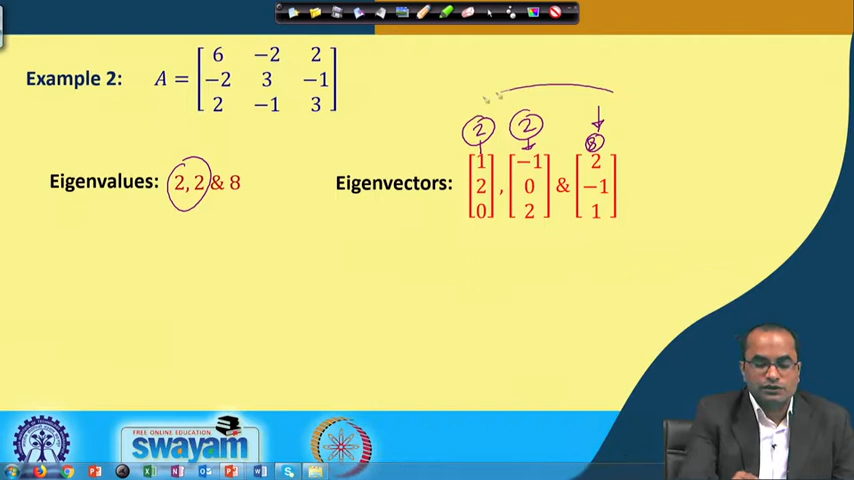 Example 2: A = [6 −2 2
−2 3 −1
2 −1 3]
2 2 8
Eigenvalues: 2, 2 & 8
Eigenvectors: [1 2 0], [−1 0 2] & [2 −1 1]
FREE ONLINE EDUCATION
swayam